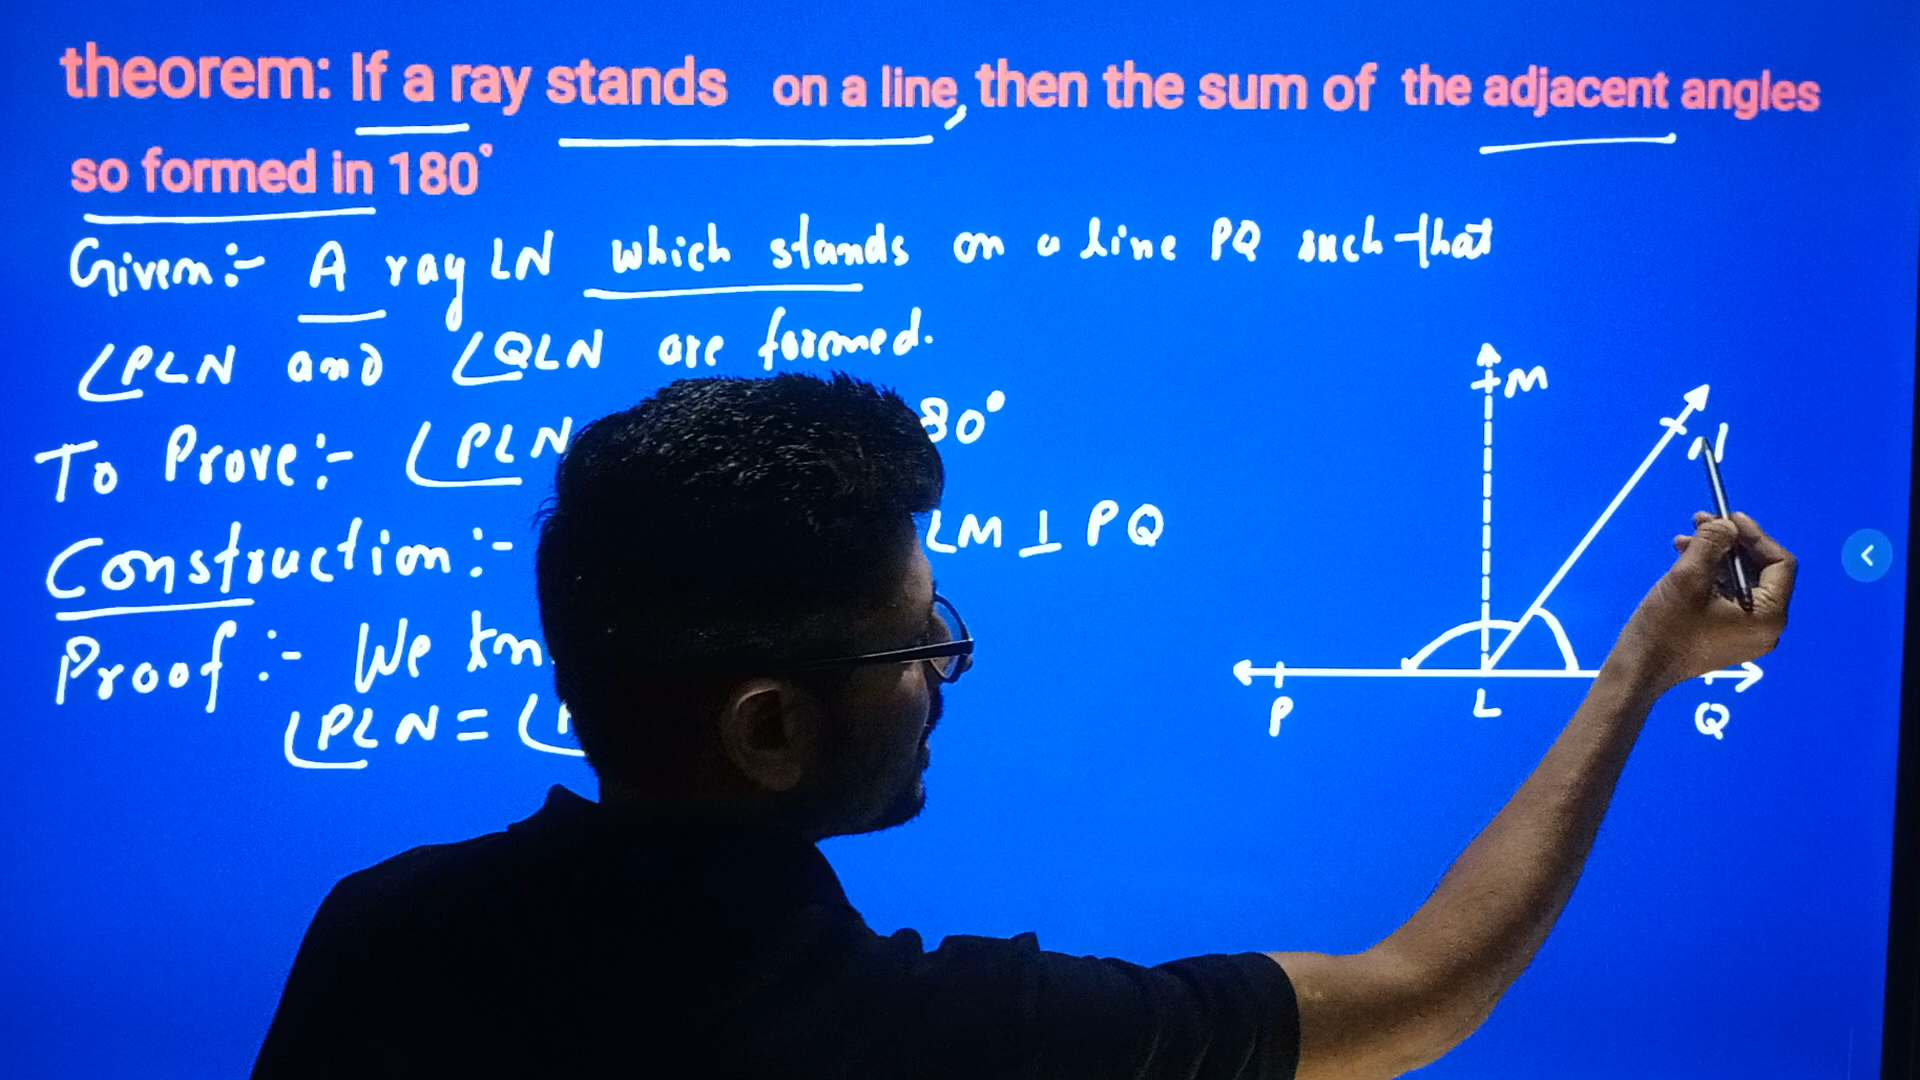 theorem: If a ray stands on a line, then the sum of the adjacent angles
so formed in 180°
Given:- A ray LN which stands on a line PQ such that
∠PLN and ∠QLN are formed.
To Prove:- ∠PLN 80°
Construction:- LM ⊥ PQ
Proof:- We kn
∠PLN = ∠P
M
N
P
L
Q